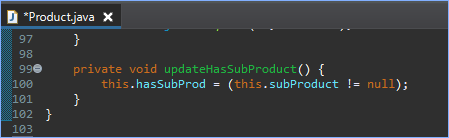 *Product.java
97 }
98
99 private void updateHasSubProduct() {
100 this.hasSubProd = (this.subProduct != null);
101 }
102 }
103